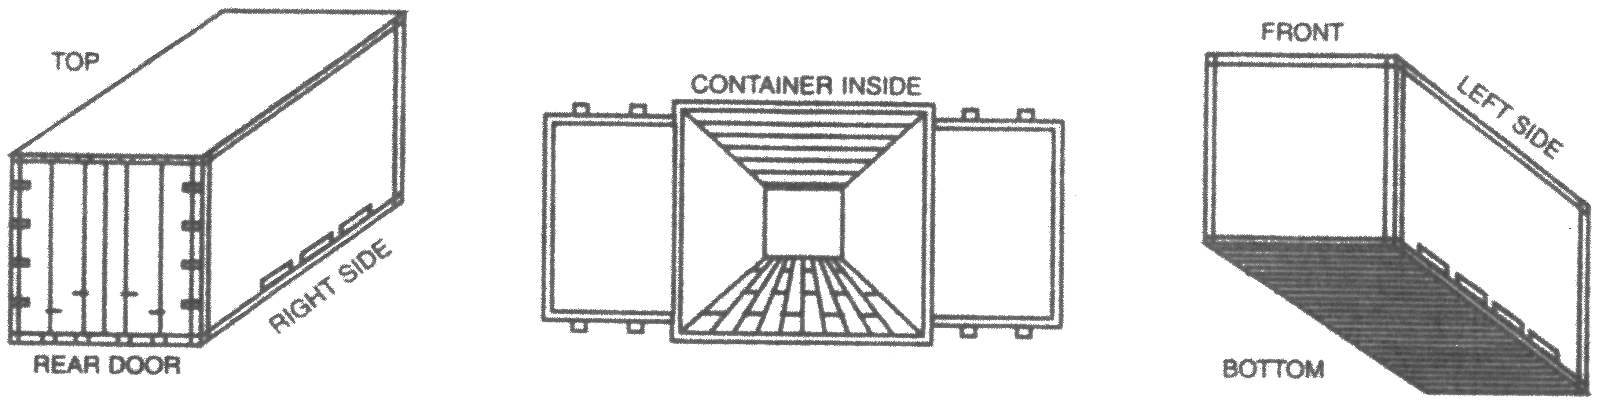 TOP
RIGHT SIDE
REAR DOOR
CONTAINER INSIDE
FRONT
LEFT SIDE
BOTTOM